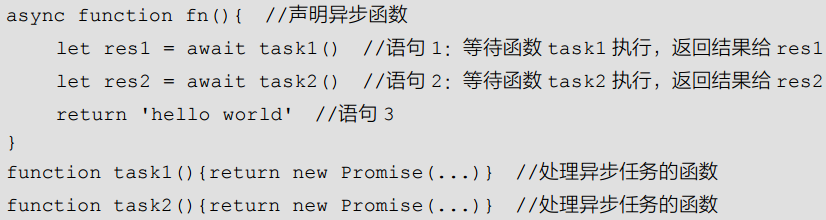 async function fn(){  //声明异步函数
    let res1 = await task1()  //语句 1：等待函数 task1 执行，返回结果给 res1
    let res2 = await task2()  //语句 2：等待函数 task2 执行，返回结果给 res2
    return 'hello world'  //语句 3
}
function task1(){return new Promise(...)}  //处理异步任务的函数
function task2(){return new Promise(...)}  //处理异步任务的函数